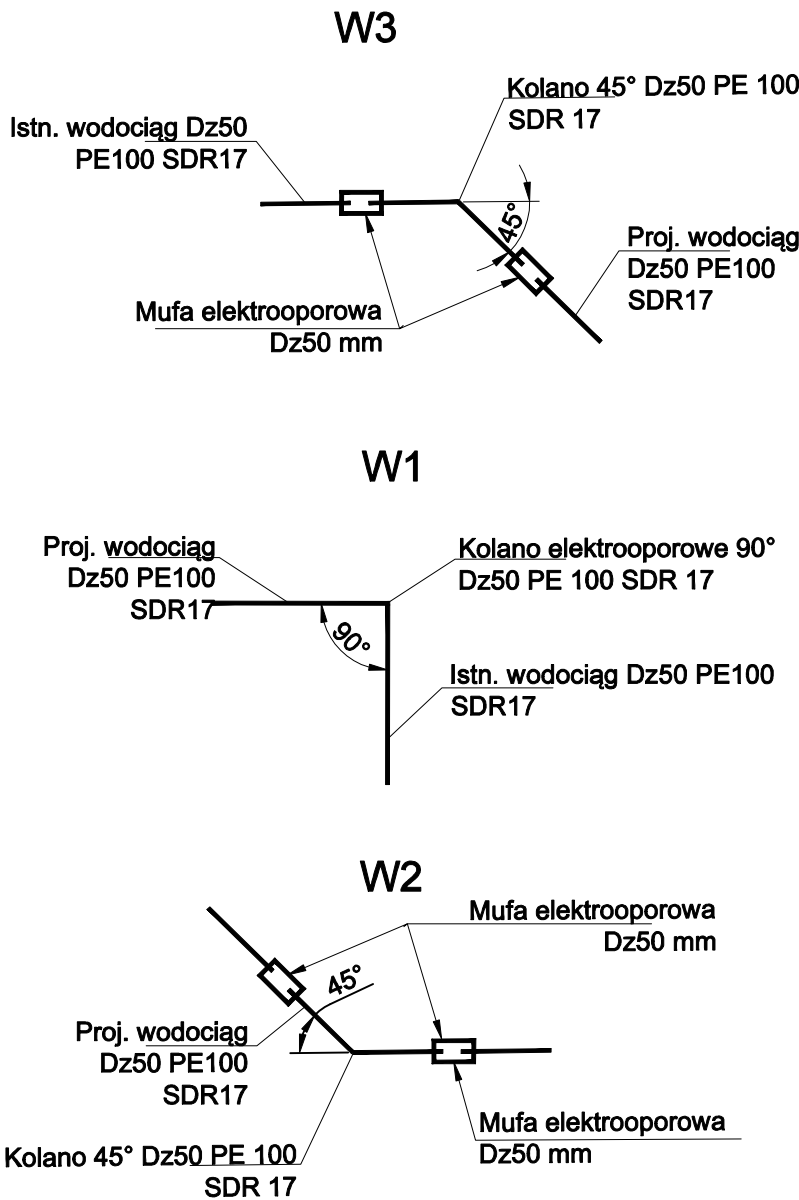 W3
Kolano 45° Dz50 PE 100
SDR 17
Istn. wodociąg Dz50
PE100 SDR17
45°
Proj. wodociąg
Dz50 PE100
SDR17
Mufa elektrooporowa
Dz50 mm
W1
Proj. wodociąg
Dz50 PE100
SDR17
Kolano elektrooporowe 90°
Dz50 PE 100 SDR 17
90°
Istn. wodociąg Dz50 PE100
SDR17
W2
Mufa elektrooporowa
Dz50 mm
45°
Proj. wodociąg
Dz50 PE100
SDR17
Mufa elektrooporowa
Dz50 mm
Kolano 45° Dz50 PE 100
SDR 17